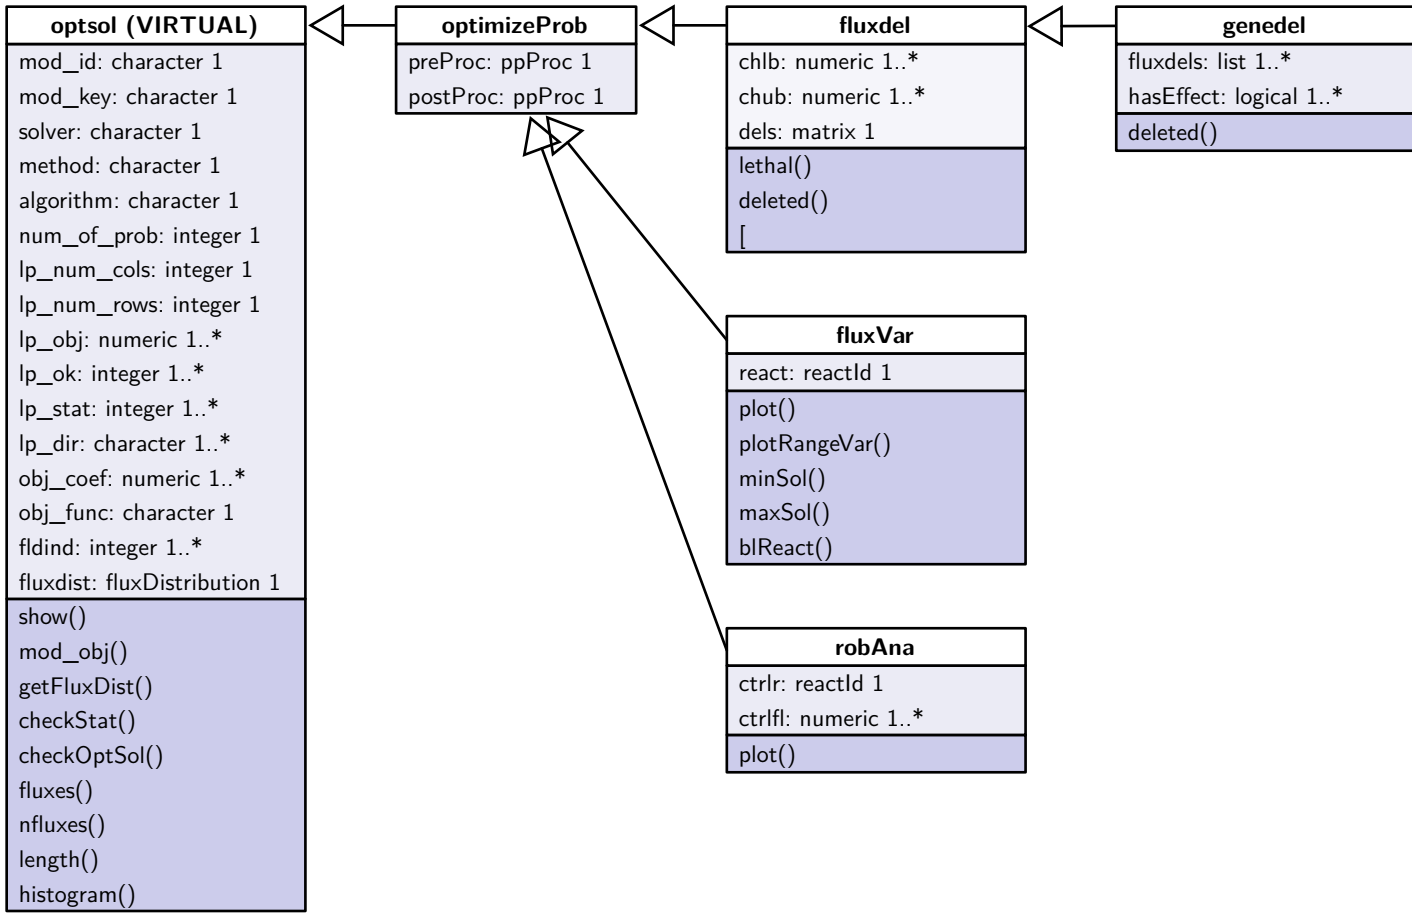 optsol (VIRTUAL)
mod_id: character 1
mod_key: character 1
solver: character 1
method: character 1
algorithm: character 1
num_of_prob: integer 1
lp_num_cols: integer 1
lp_num_rows: integer 1
lp_obj: numeric 1..*
lp_ok: integer 1..*
lp_stat: integer 1..*
lp_dir: character 1..*
obj_coef: numeric 1..*
obj_func: character 1
fldind: integer 1..*
fluxdist: fluxDistribution 1
show()
mod_obj()
getFluxDist()
checkStat()
checkOptSol()
fluxes()
nfluxes()
length()
histogram()
optimizeProb
preProc: ppProc 1
postProc: ppProc 1
fluxdel
chlb: numeric 1..*
chub: numeric 1..*
dels: matrix 1
lethal()
deleted()
[
genedel
fluxdels: list 1..*
hasEffect: logical 1..*
deleted()
fluxVar
react: reactId 1
plot()
plotRangeVar()
minSol()
maxSol()
blReact()
robAna
ctrlr: reactId 1
ctrlfl: numeric 1..*
plot()